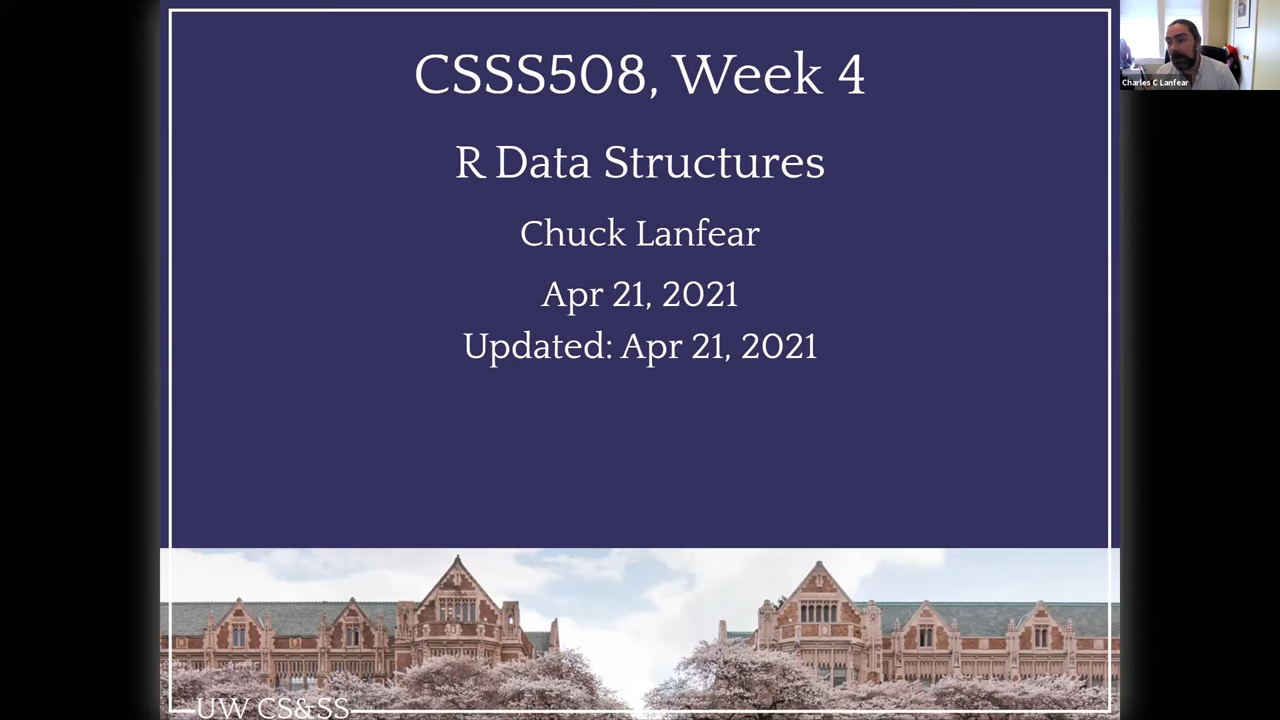 CSSS508, Week 4
R Data Structures
Chuck Lanfear
Apr 21, 2021
Updated: Apr 21, 2021
UW CS&SS
Charles C Lanfear